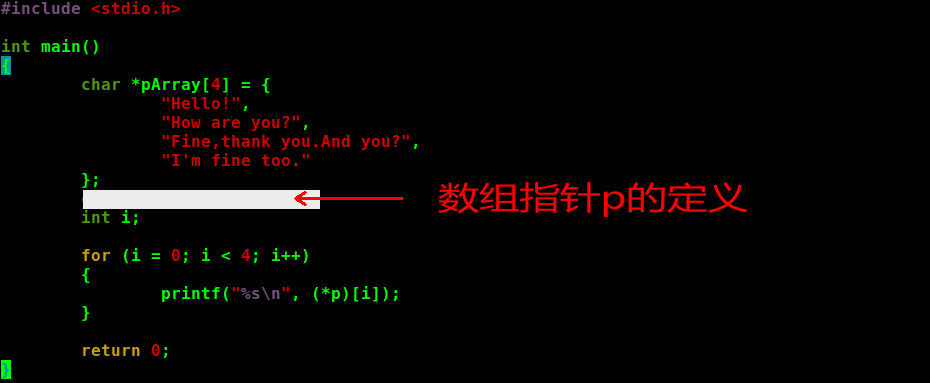 #include <stdio.h>
int main()
{
char *pArray[4] = {
"Hello!",
"How are you?",
"Fine,thank you.And you?",
"I'm fine too."
};
数组指针p的定义
int i;
for (i = 0; i < 4; i++)
{
printf("%s\n", (*p)[i]);
}
return 0;
}